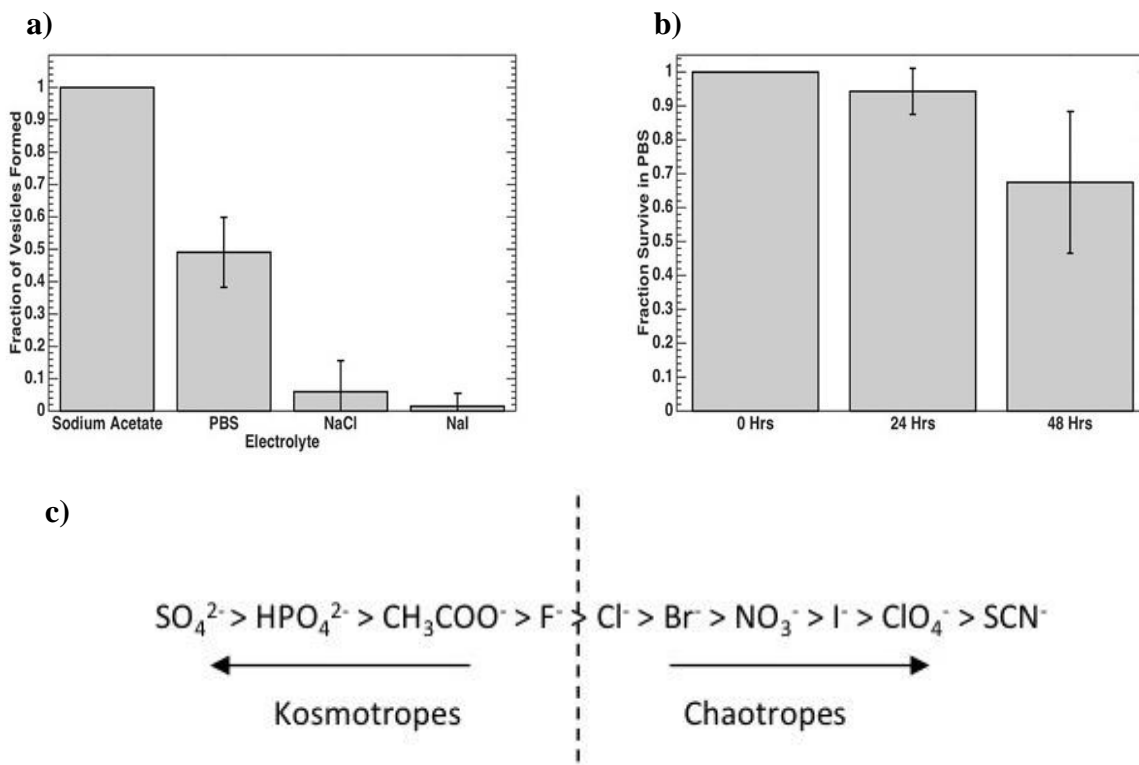 a)
Fraction of Vesicles Formed
1
0.9
0.8
0.7
0.6
0.5
0.4
0.3
0.2
0.1
0
Sodium Acetate PBS NaCl NaI
Electrolyte
b)
Fraction Survive in PBS
1
0.9
0.8
0.7
0.6
0.5
0.4
0.3
0.2
0.1
0
0 Hrs 24 Hrs 48 Hrs
c)
SO₄²⁻ > HPO₄²⁻ > CH₃COO⁻ > F⁻ > Cl⁻ > Br⁻ > NO₃⁻ > I⁻ > ClO₄⁻ > SCN⁻
Kosmotropes Chaotropes